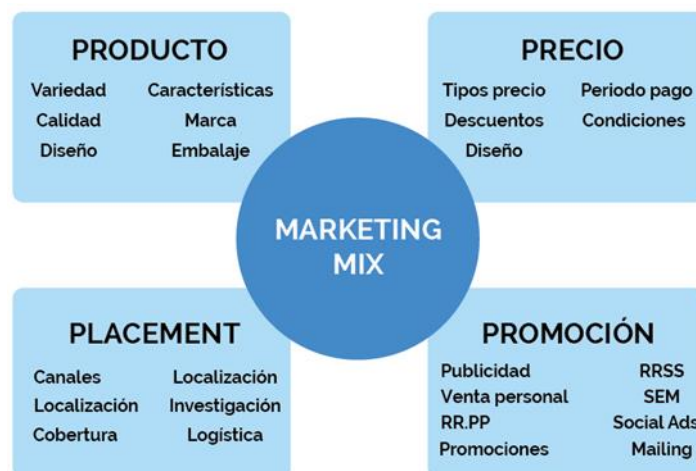 PRODUCTO
Variedad Características
Calidad Marca
Diseño Embalaje
PRECIO
Tipos precio Periodo pago
Descuentos Condiciones
Diseño
MARKETING
MIX
PLACEMENT
Canales Localización
Localización Investigación
Cobertura Logística
PROMOCIÓN
Publicidad RRSS
Venta personal SEM
RR.PP Social Ads
Promociones Mailing